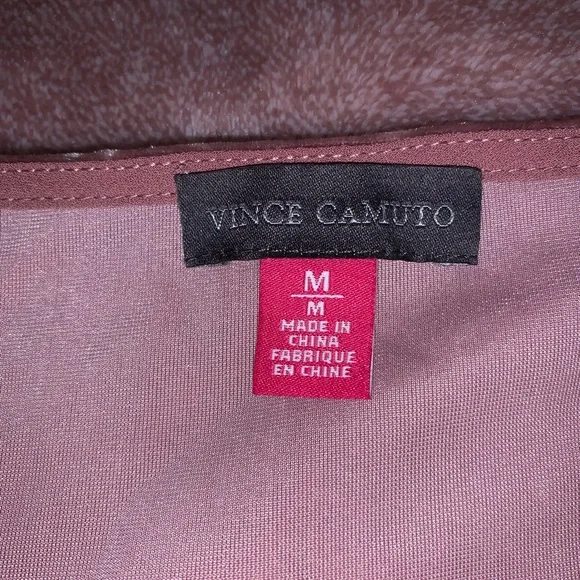 VINCE CAMUTO
M
M
MADE IN
CHINA
FABRIQUE
EN CHINE